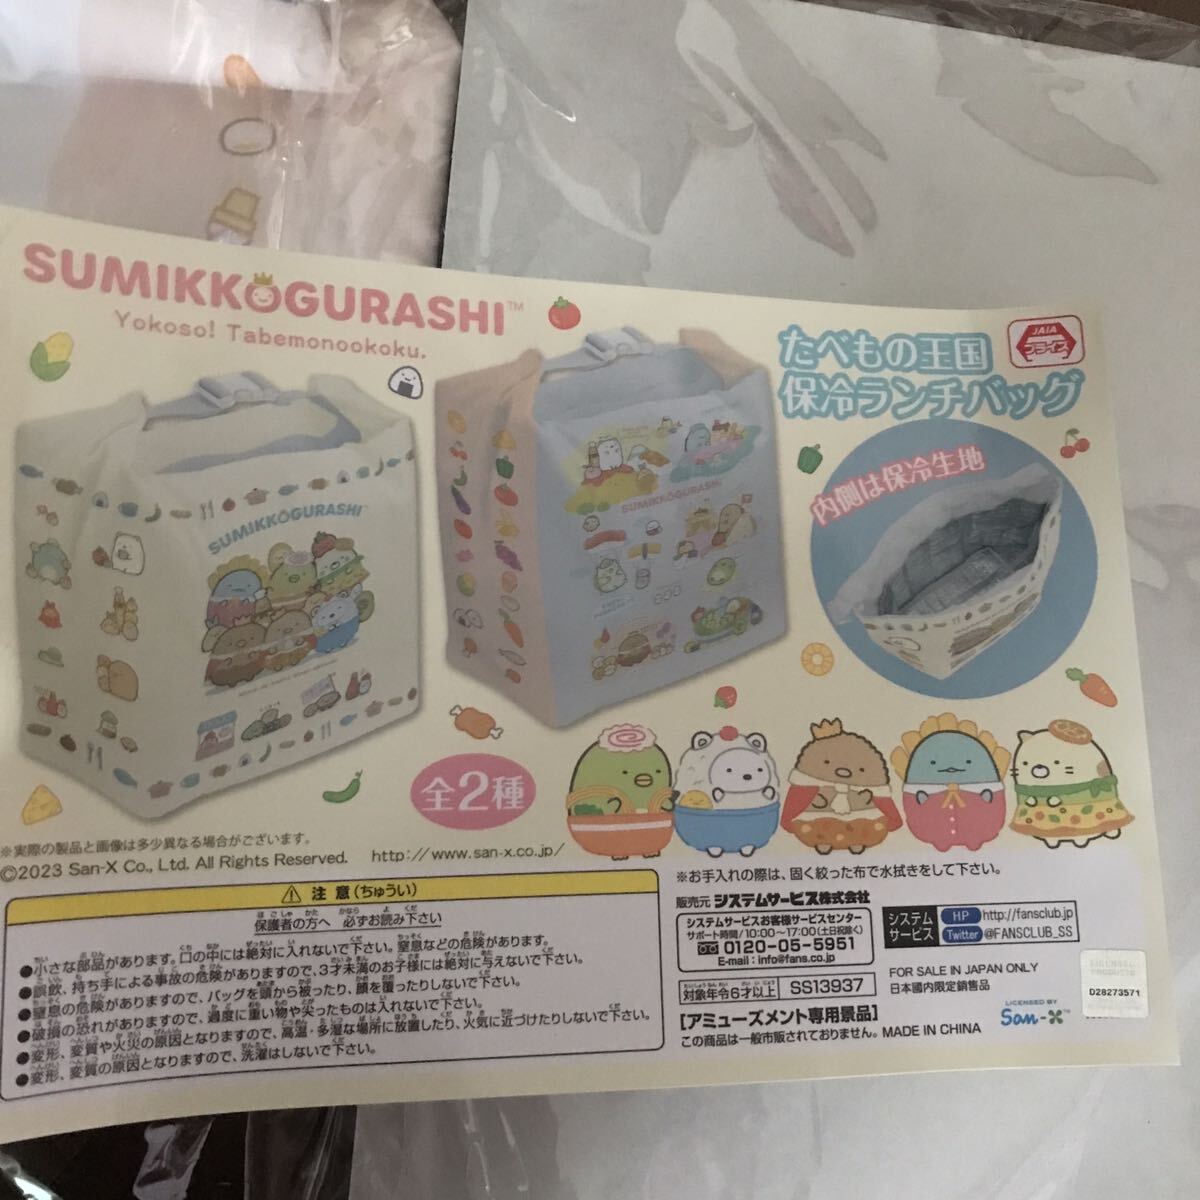 SUMIKKOGURASHI™
Yokoso! Tabemonookoku.
たべもの王国
保冷ランチバッグ
JAIA
プライズ
内側は保冷生地
SUMIKKOGURASHI™
SUMIKKOGURASHI
全2種
※実際の製品と画像は多少異なる場合がございます。
©2023 San-X Co., Ltd. All Rights Reserved. http://www.san-x.co.jp/
⚠ 注意(ちゅうい)
保護者の方へ 必ずお読み下さい
●小さな部品があります。口の中には絶対に入れないで下さい。窒息などの危険があります。
●誤飲、持ち手による事故の危険がありますので、3才未満のお子様には絶対に与えないで下さい。
●窒息の危険がありますので、バッグを頭から被ったり、顔を覆ったりしないで下さい。
●破損の恐れがありますので、過度に重い物や尖ったものは入れないで下さい。
●変形、変質や火災の原因となりますので、高温・多湿な場所に放置したり、火気に近づけたりしないで下さい。
●変形、変質の原因となりますので、洗濯はしないで下さい。
※お手入れの際は、固く絞った布で水拭きをして下さい。
販売元 システムサービス株式会社
システムサービスお客様サービスセンター
サポート時間/10:00〜17:00(土日祝除く)
0120-05-5951
E-mail : info@fans.co.jp
システムサービス
HP http://fansclub.jp
Twitter @FANSCLUB_SS
対象年令6才以上 SS13937
FOR SALE IN JAPAN ONLY
日本國内限定銷售品
[アミューズメント専用景品]
この商品は一般市販されておりません。 MADE IN CHINA
LICENSED BY
San-X
LICENSED
PRODUCTS
D28273571